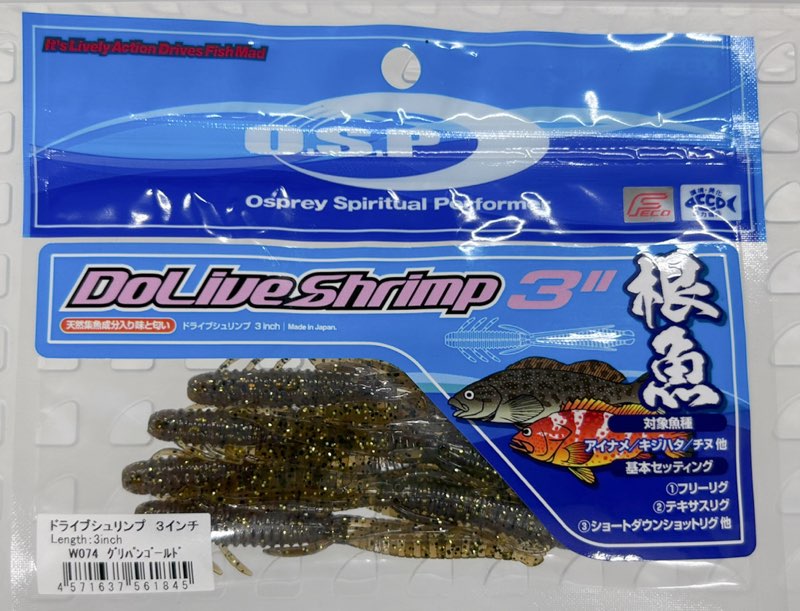 It's Lively Action Drives Fish Mad
O.S.P
Osprey Spiritual Performer
FECO
DoLiveShrimp 3"
天然集魚成分入り味と匂い
ドライブシュリンプ 3inch | Made in Japan.
根魚
対象魚種
アイナメ/キジハタ/チヌ 他
基本セッティング
①フリーリグ
②テキサスリグ
③ショートダウンショットリグ 他
ドライブシュリンプ 3インチ
Length:3inch
W074 グリパンゴールド
4 571637 561845